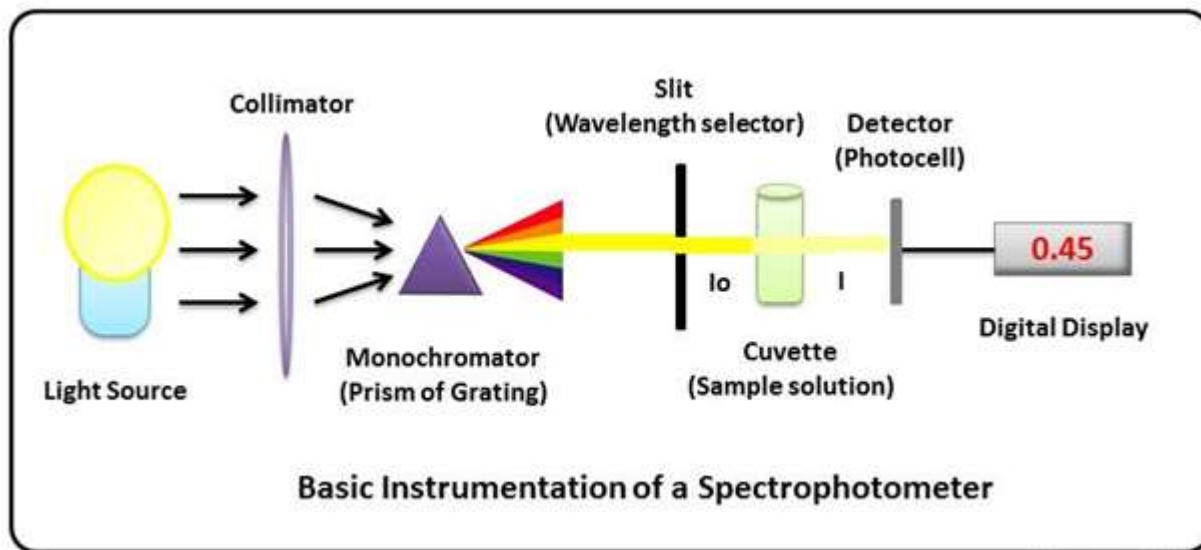 Collimator
Slit
(Wavelength selector)
Detector
(Photocell)
0.45
Io
I
Digital Display
Cuvette
(Sample solution)
Monochromator
(Prism of Grating)
Light Source
Basic Instrumentation of a Spectrophotometer